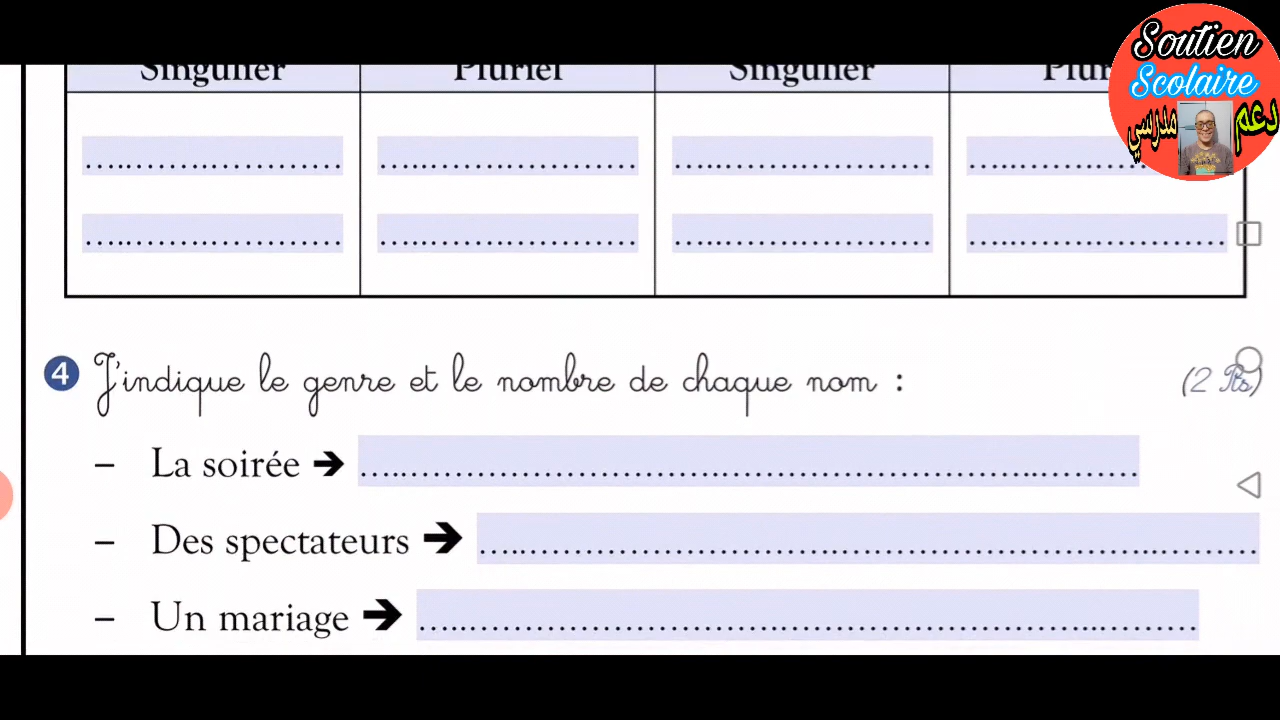 Soutien
Scolaire
دعم مدرسي
Singulier Pluriel Singulier
………………………… ………………………… ………………………… …………………
………………………… ………………………… ………………………… …………………………
4 J'indique le genre et le nombre de chaque nom : (2 Pts)
– La soirée ➔ ……………………………………………………………………
– Des spectateurs ➔ ……………………………………………………………………
– Un mariage ➔ ……………………………………………………………………